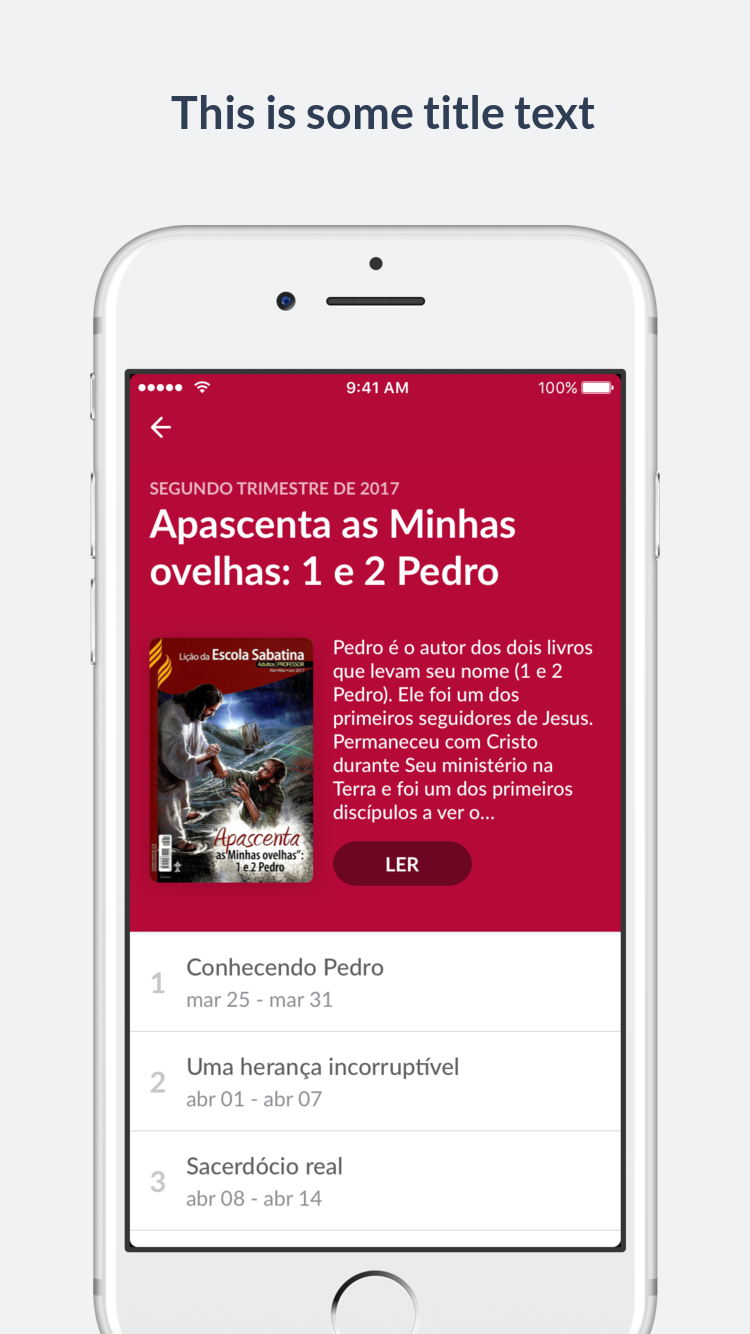 This is some title text
9:41 AM
100%
SEGUNDO TRIMESTRE DE 2017
Apascenta as Minhas
ovelhas: 1 e 2 Pedro
Lição da Escola Sabatina
Adultos | PROFESSOR
"Apascenta
as Minhas ovelhas":
1 e 2 Pedro
Pedro é o autor dos dois livros
que levam seu nome (1 e 2
Pedro). Ele foi um dos
primeiros seguidores de Jesus.
Permaneceu com Cristo
durante Seu ministério na
Terra e foi um dos primeiros
discípulos a ver o...
LER
1
Conhecendo Pedro
mar 25 - mar 31
2
Uma herança incorruptível
abr 01 - abr 07
3
Sacerdócio real
abr 08 - abr 14